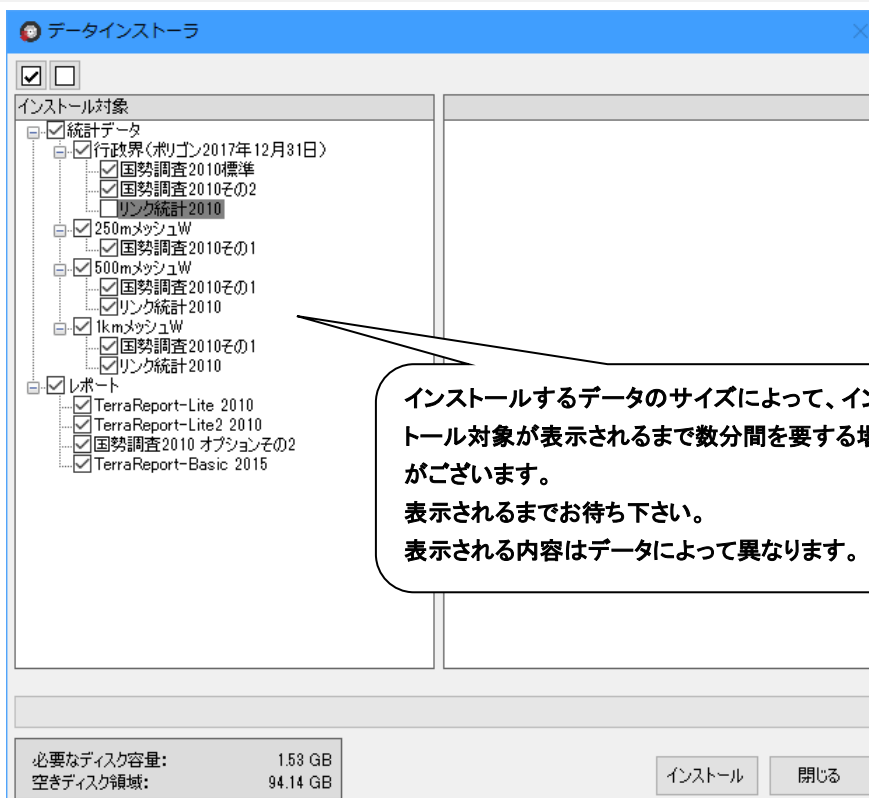 データインストーラ
インストール対象
統計データ
行政界(ポリゴン2017年12月31日)
国勢調査2010標準
国勢調査2010その2
リンク統計2010
250mメッシュW
国勢調査2010その1
500mメッシュW
国勢調査2010その1
リンク統計2010
1kmメッシュW
国勢調査2010その1
リンク統計2010
レポート
TerraReport-Lite 2010
TerraReport-Lite2 2010
国勢調査2010 オプションその2
TerraReport-Basic 2015
インストールするデータのサイズによって、イン
トール対象が表示されるまで数分間を要する場
がございます。
表示されるまでお待ち下さい。
表示される内容はデータによって異なります。
必要なディスク容量: 1.53 GB
空きディスク領域: 94.14 GB
インストール
閉じる